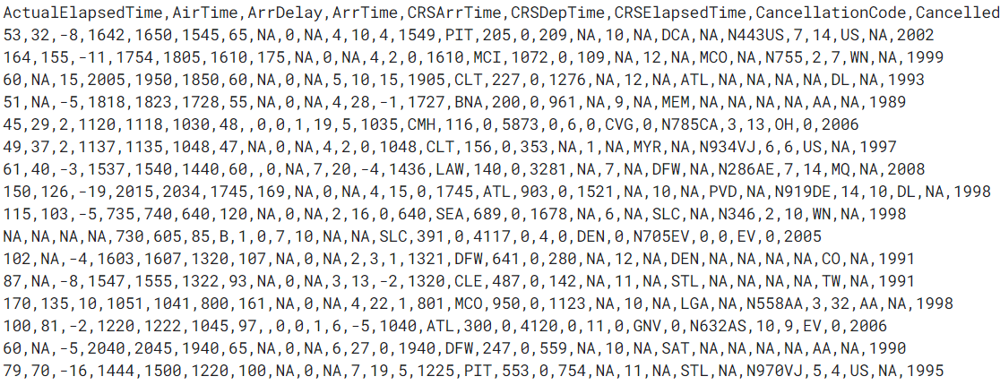 ActualElapsedTime,AirTime,ArrDelay,ArrTime,CRSArrTime,CRSDepTime,CRSElapsedTime,CancellationCode,Cancelled
53,32,-8,1642,1650,1545,65,NA,0,NA,4,10,4,1549,PIT,205,0,209,NA,10,NA,DCA,NA,N443US,7,14,US,NA,2002
164,155,-11,1754,1805,1610,175,NA,0,NA,4,2,0,1610,MCI,1072,0,109,NA,12,NA,MCO,NA,N755,2,7,WN,NA,1999
60,NA,15,2005,1950,1850,60,NA,0,NA,5,10,15,1905,CLT,227,0,1276,NA,12,NA,ATL,NA,NA,NA,NA,DL,NA,1993
51,NA,-5,1818,1823,1728,55,NA,0,NA,4,28,-1,1727,BNA,200,0,961,NA,9,NA,MEM,NA,NA,NA,NA,AA,NA,1989
45,29,2,1120,1118,1030,48,,0,0,1,19,5,1035,CMH,116,0,5873,0,6,0,CVG,0,N785CA,3,13,OH,0,2006
49,37,2,1137,1135,1048,47,NA,0,NA,4,2,0,1048,CLT,156,0,353,NA,1,NA,MYR,NA,N934VJ,6,6,US,NA,1997
61,40,-3,1537,1540,1440,60,,0,NA,7,20,-4,1436,LAW,140,0,3281,NA,7,NA,DFW,NA,N286AE,7,14,MQ,NA,2008
150,126,-19,2015,2034,1745,169,NA,0,NA,4,15,0,1745,ATL,903,0,1521,NA,10,NA,PVD,NA,N919DE,14,10,DL,NA,1998
115,103,-5,735,740,640,120,NA,0,NA,2,16,0,640,SEA,689,0,1678,NA,6,NA,SLC,NA,N346,2,10,WN,NA,1998
NA,NA,NA,NA,730,605,85,B,1,0,7,10,NA,NA,SLC,391,0,4117,0,4,0,DEN,0,N705EV,0,0,EV,0,2005
102,NA,-4,1603,1607,1320,107,NA,0,NA,2,3,1,1321,DFW,641,0,280,NA,12,NA,DEN,NA,NA,NA,NA,CO,NA,1991
87,NA,-8,1547,1555,1322,93,NA,0,NA,3,13,-2,1320,CLE,487,0,142,NA,11,NA,STL,NA,NA,NA,NA,TW,NA,1991
170,135,10,1051,1041,800,161,NA,0,NA,4,22,1,801,MCO,950,0,1123,NA,10,NA,LGA,NA,N558AA,3,32,AA,NA,1998
100,81,-2,1220,1222,1045,97,,0,0,1,6,-5,1040,ATL,300,0,4120,0,11,0,GNV,0,N632AS,10,9,EV,0,2006
60,NA,-5,2040,2045,1940,65,NA,0,NA,6,27,0,1940,DFW,247,0,559,NA,10,NA,SAT,NA,NA,NA,NA,AA,NA,1990
79,70,-16,1444,1500,1220,100,NA,0,NA,7,19,5,1225,PIT,553,0,754,NA,11,NA,STL,NA,N970VJ,5,4,US,NA,1995